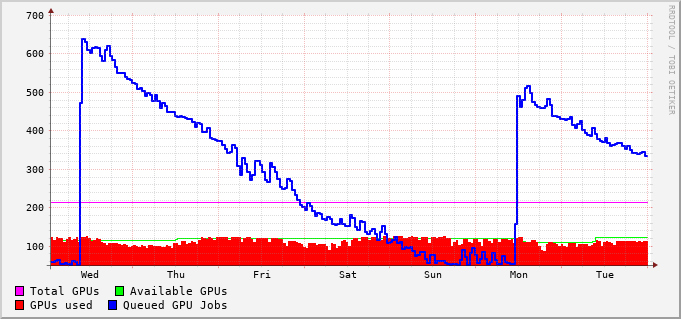 700
600
500
400
300
200
100
Wed Thu Fri Sat Sun Mon Tue
Total GPUs Available GPUs
GPUs used Queued GPU Jobs
RRDTOOL / TOBI OETIKER